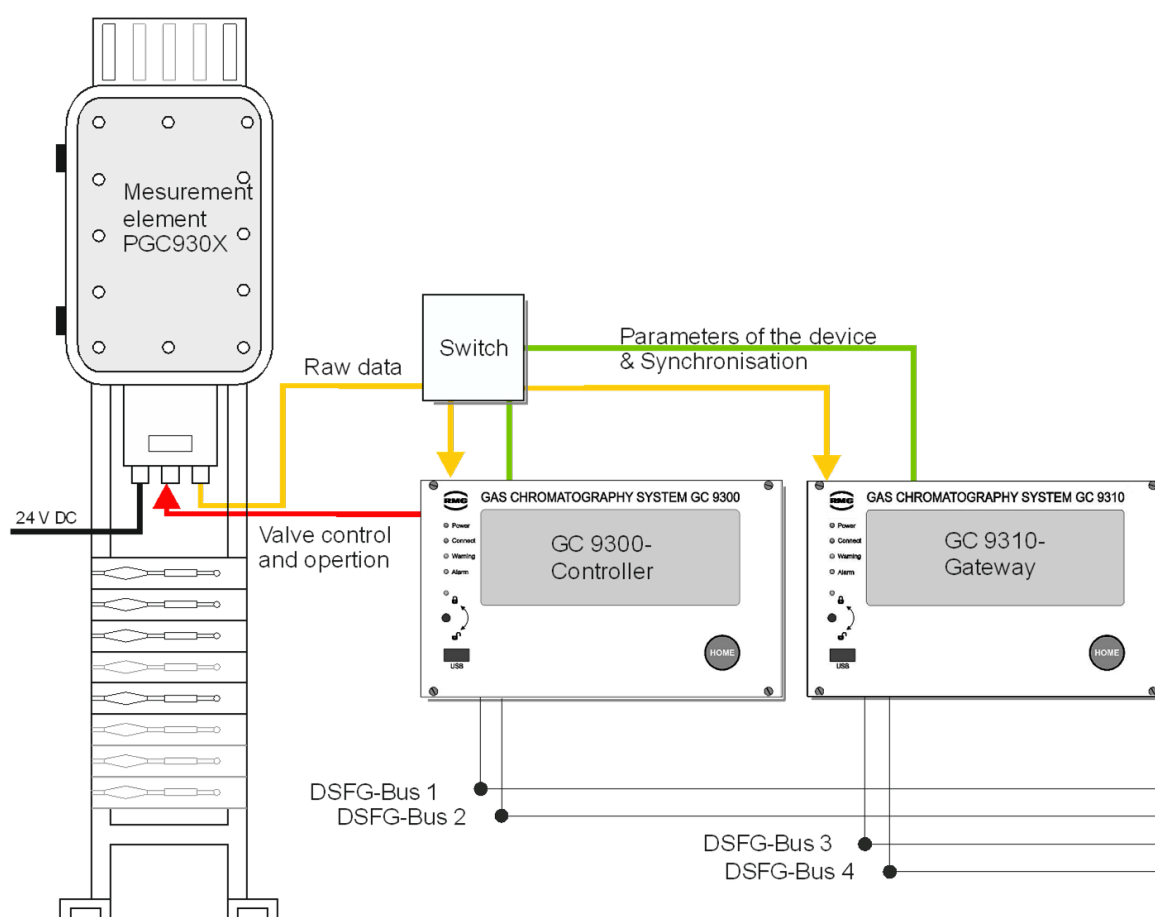 Mesurement
element
PGC930X
Switch
Parameters of the device
& Synchronisation
Raw data
24 V DC
Valve control
and opertion
RMG
GAS CHROMATOGRAPHY SYSTEM GC 9300
Power
Connect
Warning
Alarm
USB
GC 9300-
Controller
HOME
RMG
GAS CHROMATOGRAPHY SYSTEM GC 9310
Power
Connect
Warning
Alarm
USB
GC 9310-
Gateway
HOME
DSFG-Bus 1
DSFG-Bus 2
DSFG-Bus 3
DSFG-Bus 4